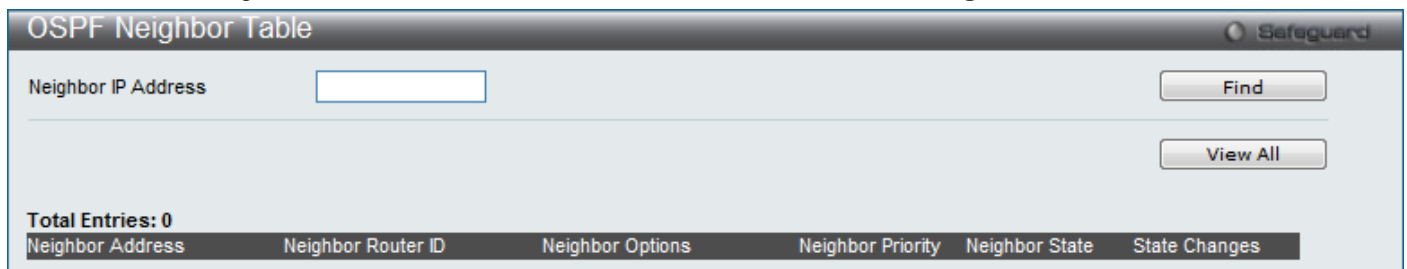 OSPF Neighbor Table
Safeguard
Neighbor IP Address
Find
View All
Total Entries: 0
Neighbor Address Neighbor Router ID Neighbor Options Neighbor Priority Neighbor State State Changes